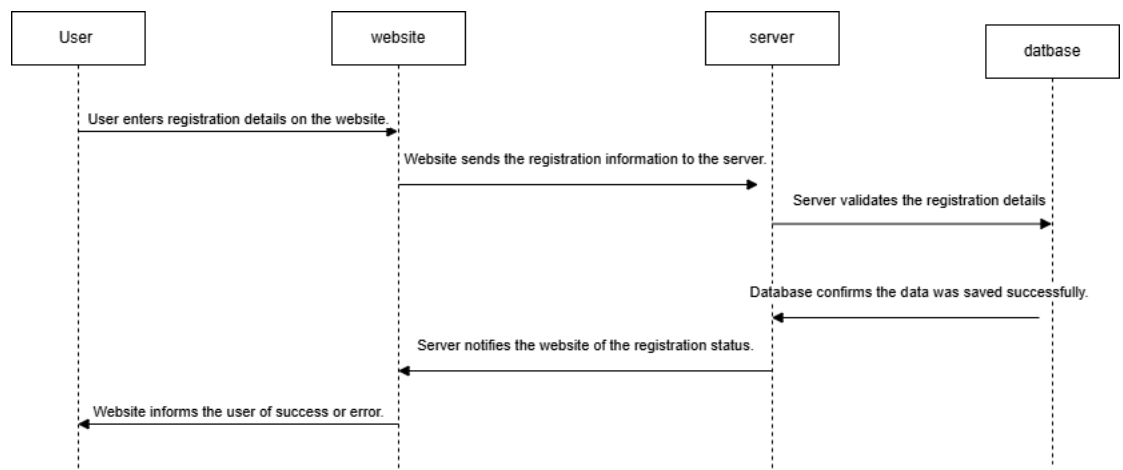 User
website
server
datbase
User enters registration details on the website.
Website sends the registration information to the server.
Server validates the registration details
Database confirms the data was saved successfully.
Server notifies the website of the registration status.
Website informs the user of success or error.